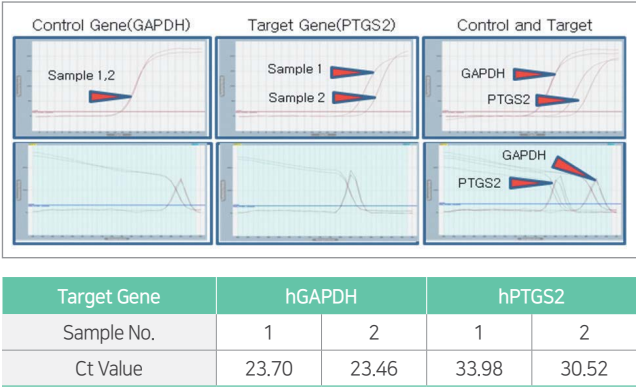 Control Gene(GAPDH)
Target Gene(PTGS2)
Control and Target
Sample 1,2
Sample 1
Sample 2
GAPDH
PTGS2
GAPDH
PTGS2
Target Gene hGAPDH hPTGS2
Sample No. 1 2 1 2
Ct Value 23.70 23.46 33.98 30.52